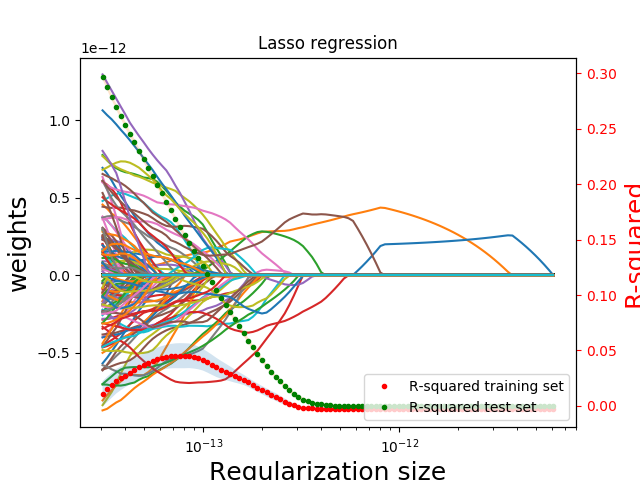 Lasso regression
1e−12
1.0
0.5
0.0
−0.5
weights
0.30
0.25
0.20
0.15
0.10
0.05
0.00
R-squared
R-squared training set
R-squared test set
10⁻¹³
10⁻¹²
Regularization size